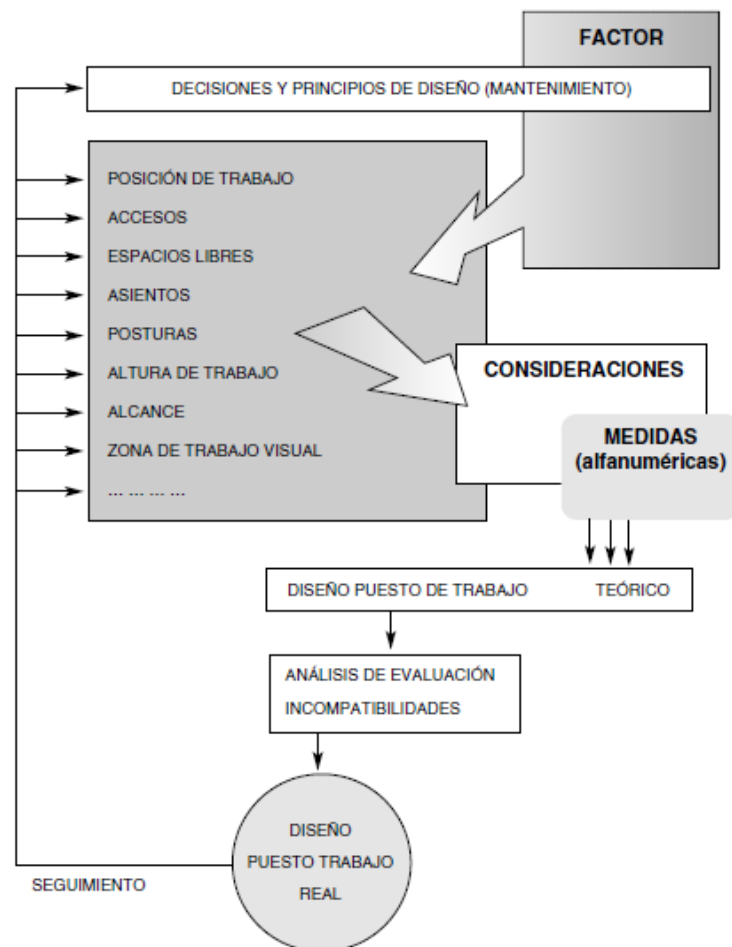 FACTOR
DECISIONES Y PRINCIPIOS DE DISEÑO (MANTENIMIENTO)
POSICIÓN DE TRABAJO
ACCESOS
ESPACIOS LIBRES
ASIENTOS
POSTURAS
ALTURA DE TRABAJO
ALCANCE
ZONA DE TRABAJO VISUAL
... ... ... ...
CONSIDERACIONES
MEDIDAS
(alfanuméricas)
DISEÑO PUESTO DE TRABAJO TEÓRICO
ANÁLISIS DE EVALUACIÓN
INCOMPATIBILIDADES
DISEÑO
PUESTO TRABAJO
REAL
SEGUIMIENTO